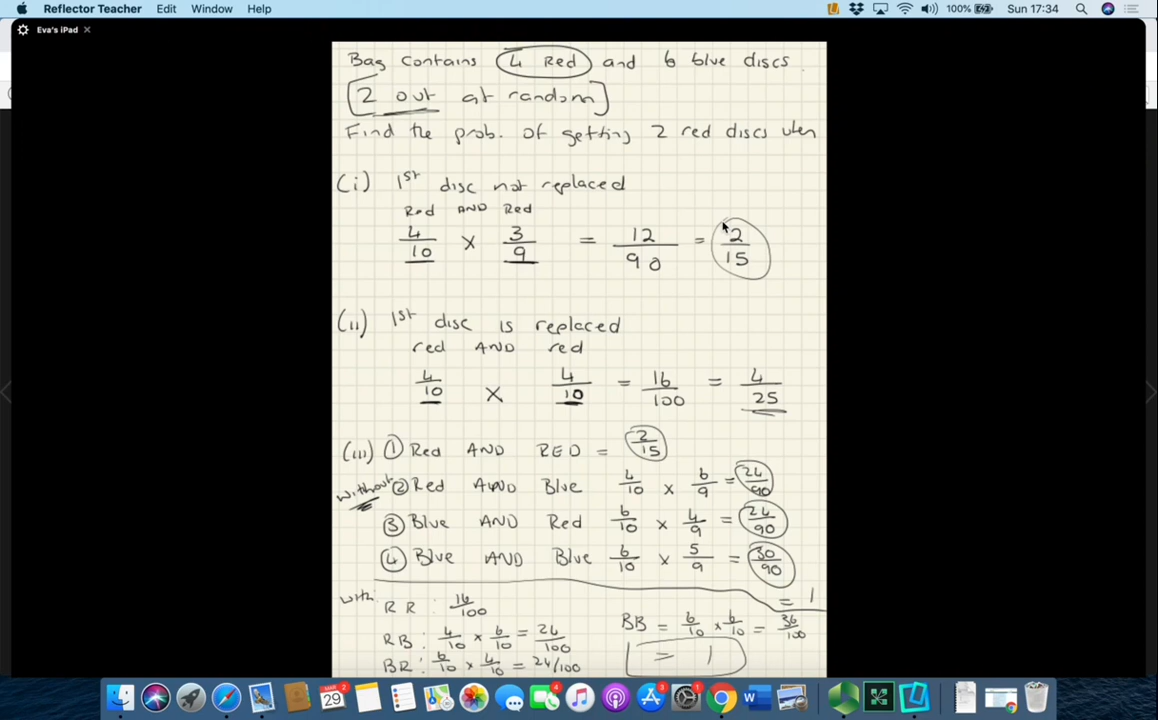 Reflector Teacher Edit Window Help 100% Sun 17:34
Eva's iPad
Bag contains 4 Red and 6 blue discs.
[2 out at random]
Find the prob. of getting 2 red discs when
(i) 1st disc not replaced
Red AND Red
4/10 x 3/9 = 12/90 = 2/15
(ii) 1st disc is replaced
red AND red
4/10 x 4/10 = 16/100 = 4/25
(iii) ① Red AND RED = 2/15
without ② Red AND Blue 4/10 x 6/9 = 24/90
③ Blue AND Red 6/10 x 4/9 = 24/90
④ Blue AND Blue 6/10 x 5/9 = 30/90
= 1
with RR: 16/100
RB: 4/10 x 6/10 = 24/100
BR: 6/10 x 4/10 = 24/100
BB = 6/10 x 6/10 = 36/100
= 1
MAR 2
29
4
3
1
W